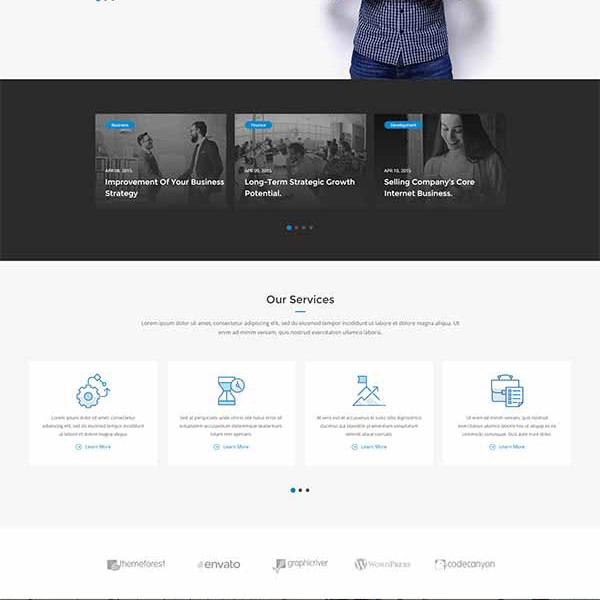 Business
Finance
Development
APR 08, 2015
APR 09, 2015
APR 10, 2015
Improvement Of Your Business
Strategy
Long-Term Strategic Growth
Potential.
Selling Company's Core
Internet Business.
Our Services
Lorem ipsum dolor sit amet, consectetur adipiscing elit, sed do eiusmod tempor incididunt ut labore et dolore magna aliqua. Ut
enim ad minim veniam, quis nostrud exercitation ullamco laboris.
Lorem ipsum dolor amet, consectetur
adipiscing elit, sed do eiusmod tempor ut
labore et dolore magna aliqua.
Learn More
Sed ut perspiciatis unde omnis iste natus error sit
voluptatem accusantium doloremque laudantium
totam rem aperiam.
Learn More
At vero eos et accusamus et iusto odio dignissimos
ducimus qui blanditiis praesentium voluptatum
deleniti atque corrupti.
Learn More
Ut enim ad minim veniam, quis nostrud
exercitation ullamco laboris nisi ut aliquip ex ea
commodo consequat. Duis aute irure dolor.
Learn More
themeforest
envato
graphicriver
WordPress
codecanyon